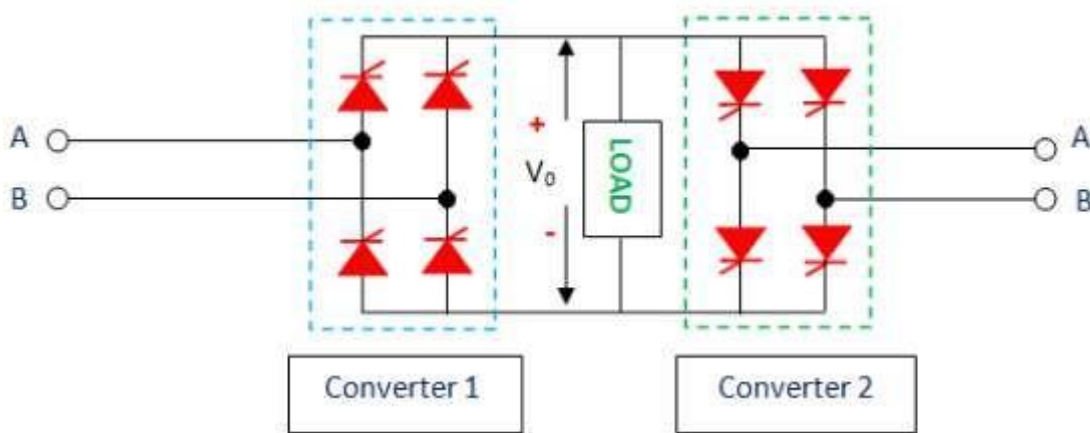 A
B
+
V₀
-
LOAD
A
B
Converter 1
Converter 2